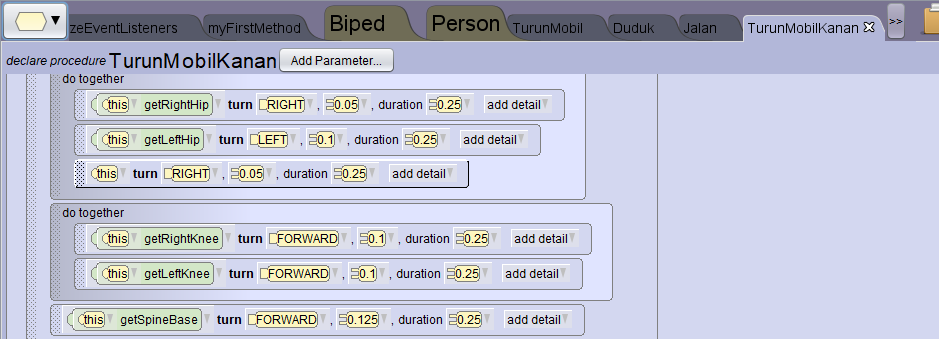 zeEventListeners myFirstMethod Biped Person TurunMobil Duduk Jalan TurunMobilKanan >>
declare procedure TurunMobilKanan Add Parameter...
do together
this getRightHip turn RIGHT , 0.05 , duration 0.25 add detail
this getLeftHip turn LEFT , 0.1 , duration 0.25 add detail
this turn RIGHT , 0.05 , duration 0.25 add detail
do together
this getRightKnee turn FORWARD , 0.1 , duration 0.25 add detail
this getLeftKnee turn FORWARD , 0.1 , duration 0.25 add detail
this getSpineBase turn FORWARD , 0.125 , duration 0.25 add detail